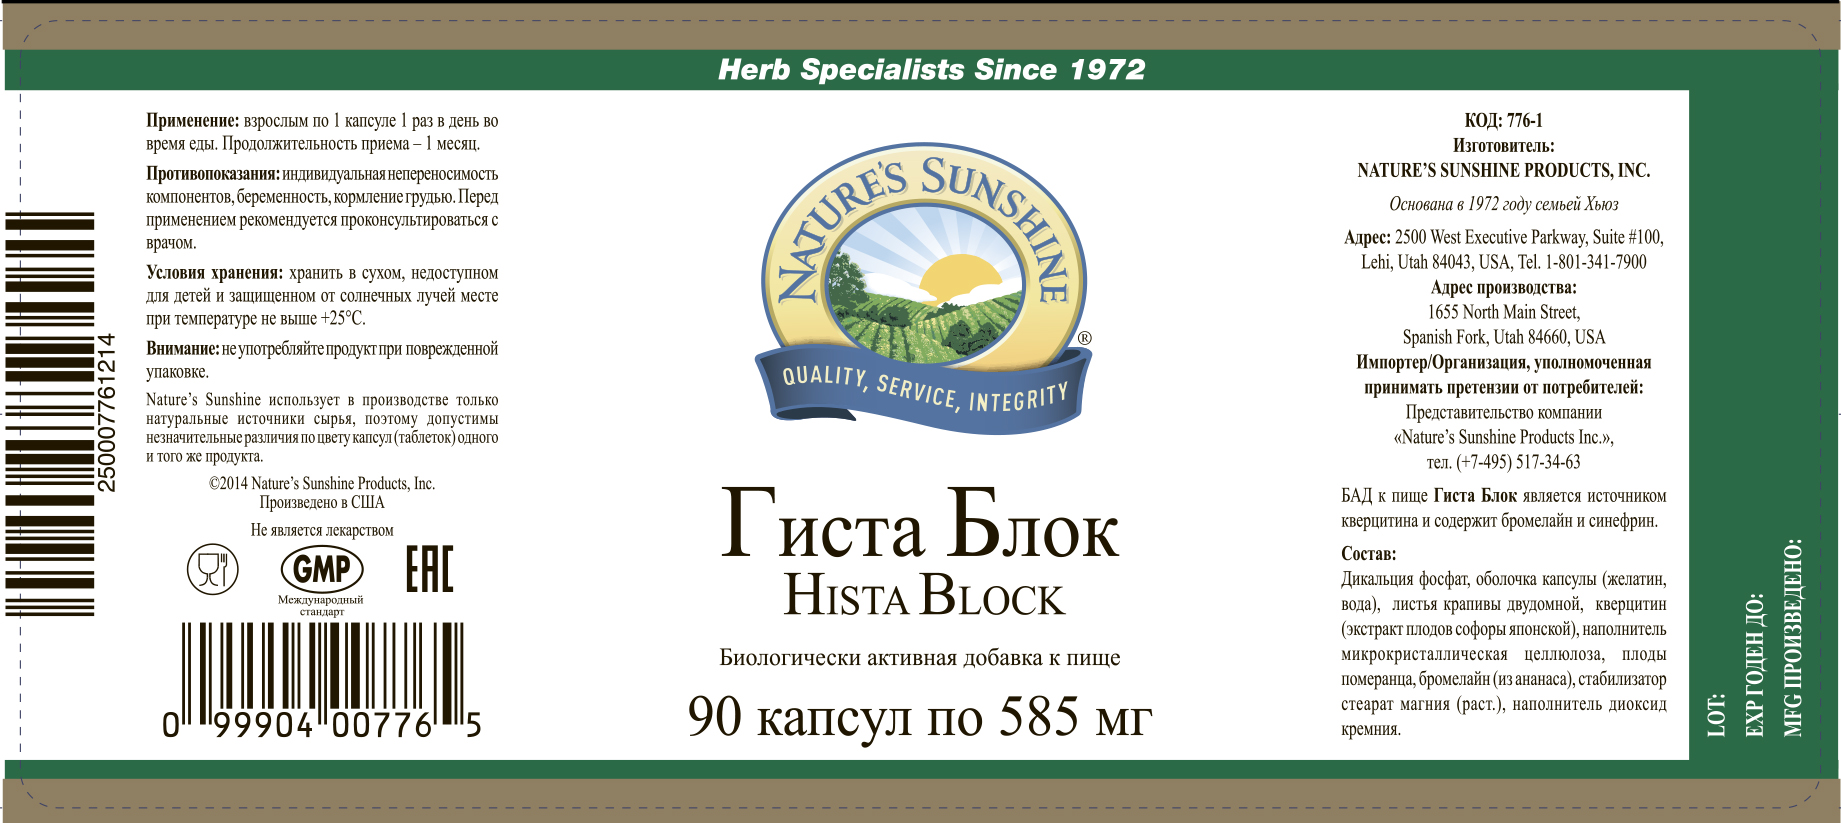 Herb Specialists Since 1972
250007761214
Применение: взрослым по 1 капсуле 1 раз в день во
время еды. Продолжительность приема – 1 месяц.
Противопоказания: индивидуальная непереносимость
компонентов, беременность, кормление грудью. Перед
применением рекомендуется проконсультироваться с
врачом.
Условия хранения: хранить в сухом, недоступном
для детей и защищенном от солнечных лучей месте
при температуре не выше +25°C.
Внимание: не употребляйте продукт при поврежденной
упаковке.
Nature’s Sunshine использует в производстве только
натуральные источники сырья, поэтому допустимы
незначительные различия по цвету капсул (таблеток) одного
и того же продукта.
©2014 Nature’s Sunshine Products, Inc.
Произведено в США
Не является лекарством
GMP
Международный
стандарт
EAC
0 99904 00776 5
NATURE’S SUNSHINE
®
QUALITY, SERVICE, INTEGRITY
Гиста Блок
HISTA BLOCK
Биологически активная добавка к пище
90 капсул по 585 мг
КОД: 776-1
Изготовитель:
NATURE’S SUNSHINE PRODUCTS, INC.
Основана в 1972 году семьей Хьюз
Адрес: 2500 West Executive Parkway, Suite #100,
Lehi, Utah 84043, USA, Tel. 1-801-341-7900
Адрес производства:
1655 North Main Street,
Spanish Fork, Utah 84660, USA
Импортер/Организация, уполномоченная
принимать претензии от потребителей:
Представительство компании
«Nature’s Sunshine Products Inc.»,
тел. (+7-495) 517-34-63
БАД к пище Гиста Блок является источником
кверцитина и содержит бромелайн и синефрин.
Состав:
Дикальция фосфат, оболочка капсулы (желатин,
вода), листья крапивы двудомной, кверцитин
(экстракт плодов софоры японской), наполнитель
микрокристаллическая целлюлоза, плоды
померанца, бромелайн (из ананаса), стабилизатор
стеарат магния (раст.), наполнитель диоксид
кремния.
LOT:
EXP ГОДЕН ДО:
MFG ПРОИЗВЕДЕНО: